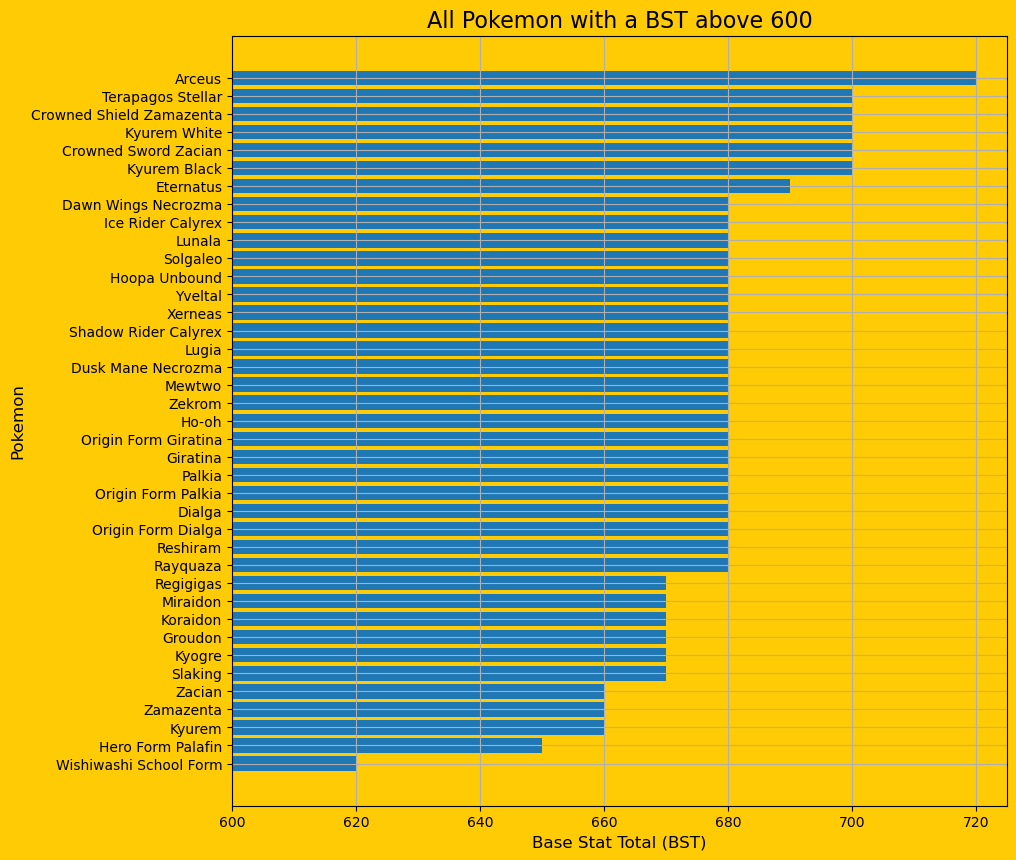 All Pokemon with a BST above 600
Arceus
Terapagos Stellar
Crowned Shield Zamazenta
Kyurem White
Crowned Sword Zacian
Kyurem Black
Eternatus
Dawn Wings Necrozma
Ice Rider Calyrex
Lunala
Solgaleo
Hoopa Unbound
Yveltal
Xerneas
Shadow Rider Calyrex
Lugia
Dusk Mane Necrozma
Mewtwo
Zekrom
Ho-oh
Origin Form Giratina
Giratina
Palkia
Origin Form Palkia
Dialga
Origin Form Dialga
Reshiram
Rayquaza
Regigigas
Miraidon
Koraidon
Groudon
Kyogre
Slaking
Zacian
Zamazenta
Kyurem
Hero Form Palafin
Wishiwashi School Form
Pokemon
600 620 640 660 680 700 720
Base Stat Total (BST)